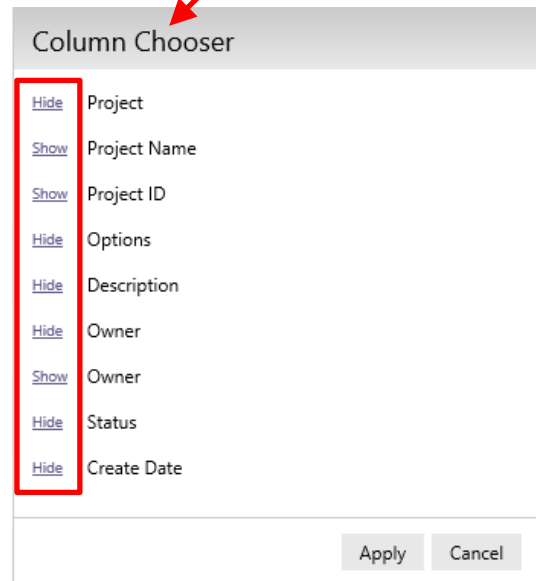 Column Chooser
Hide Project
Show Project Name
Show Project ID
Hide Options
Hide Description
Hide Owner
Show Owner
Hide Status
Hide Create Date
Apply Cancel